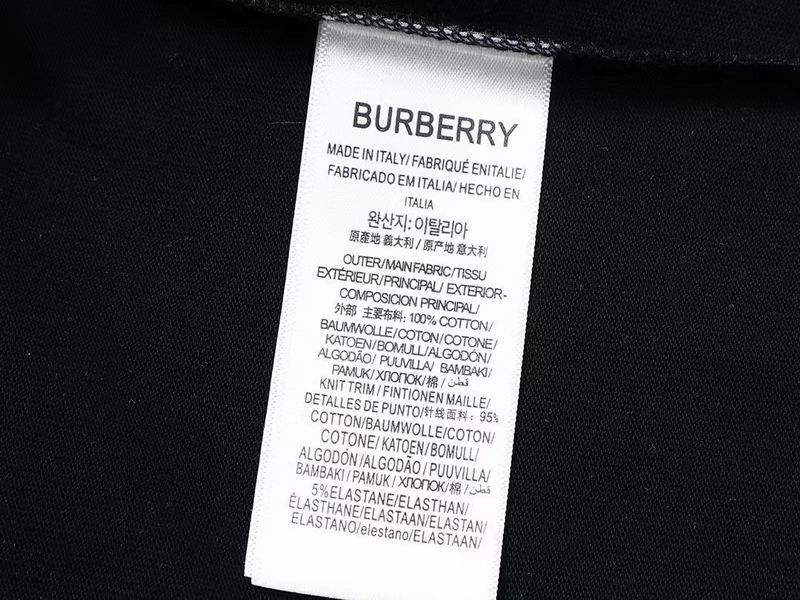 BURBERRY
MADE IN ITALY/ FABRIQUÉ ENITALIE/
FABRICADO EM ITALIA/ HECHO EN
ITALIA
완산지: 이탈리아
原產地 義大利 / 原产地 意大利
OUTER/MAIN FABRIC/TISSU
EXTÉRIEUR/PRINCIPAL/ EXTERIOR-
COMPOSICION PRINCIPAL/
外部 主要布料: 100% COTTON/
BAUMWOLLE/COTON/COTONE/
KATOEN/BOMULL/ALGODÓN/
ALGODÃO/ PUUVILLA/ BAMBAKI/
PAMUK/ХЛОПОК/棉 / قطن
KNIT TRIM / FINTIONEN MAILLE/
DETALLES DE PUNTO/针线面料: 95%
COTTON/BAUMWOLLE/COTON/
COTONE/ KATOEN/BOMULL/
ALGODÓN/ALGODÃO / PUUVILLA/
BAMBAKI / PAMUK / ХЛОПОК/棉 / قطن
5%ELASTANE/ELASTHAN/
ÉLASTHANE/ELASTAAN/ELASTAN/
ELASTANO/elestano/ELASTAAN/